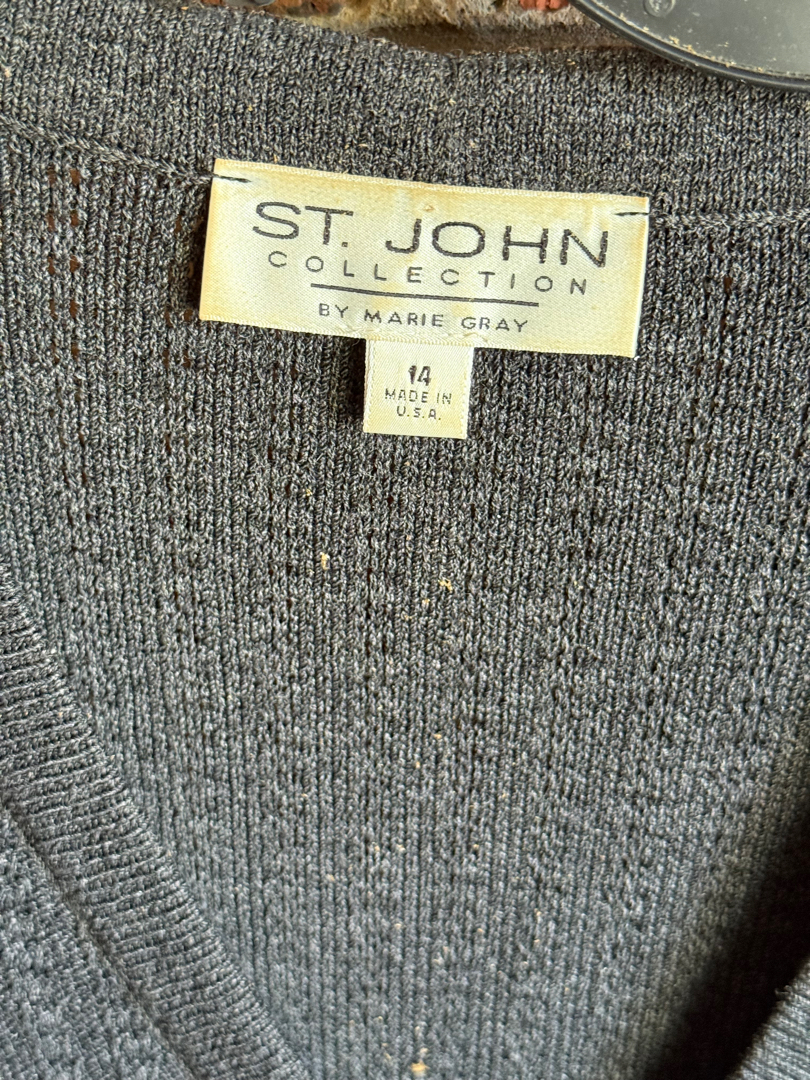 ST. JOHN
COLLECTION
BY MARIE GRAY
14
MADE IN
U.S.A.